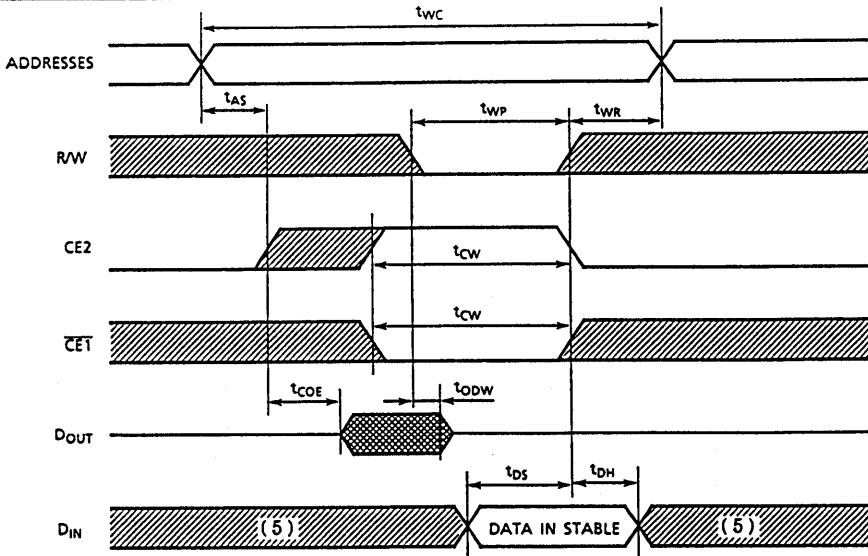 tWC
ADDRESSES
tAS
tWP
tWR
R/W
CE2
tCW
CE1
tCW
tCOE
tODW
DOUT
tDS
tDH
DIN
(5)
DATA IN STABLE
(5)